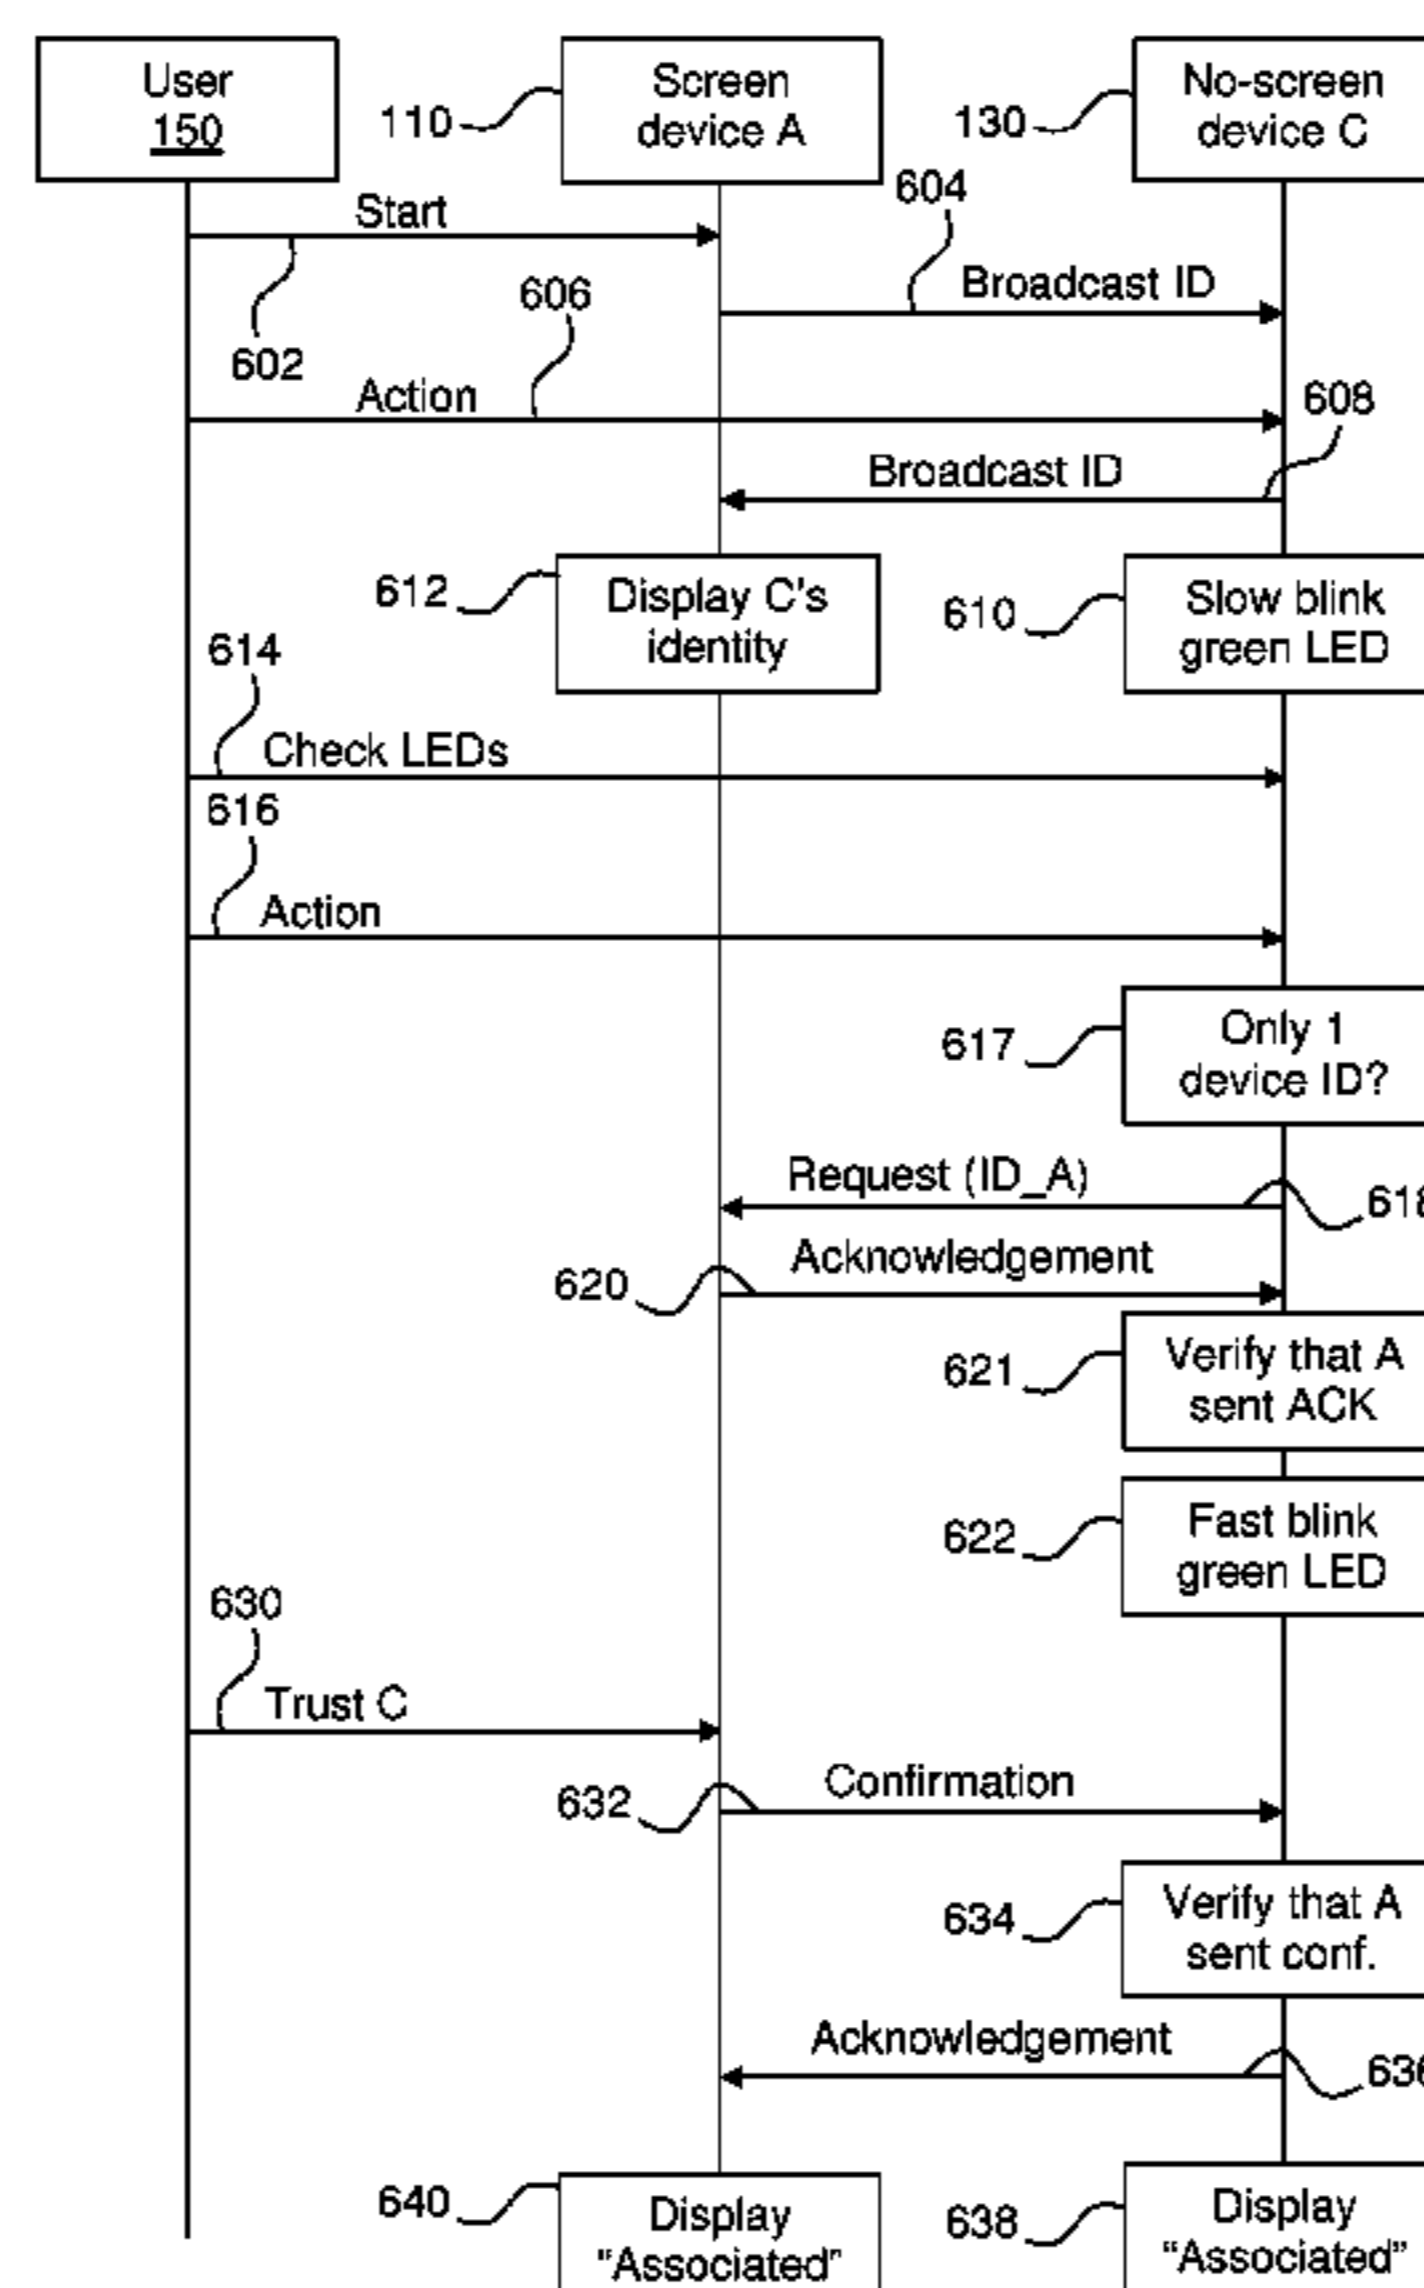 User
150
110
Screen
device A
130
No-screen
device C
Start
604
602
606
Broadcast ID
Action
608
Broadcast ID
612
Display C's
identity
610
Slow blink
green LED
614
Check LEDs
616
Action
617
Only 1
device ID?
Request (ID_A)
618
620
Acknowledgement
621
Verify that A
sent ACK
622
Fast blink
green LED
630
Trust C
632
Confirmation
634
Verify that A
sent conf.
Acknowledgement
636
640
Display
"Associated"
638
Display
"Associated"